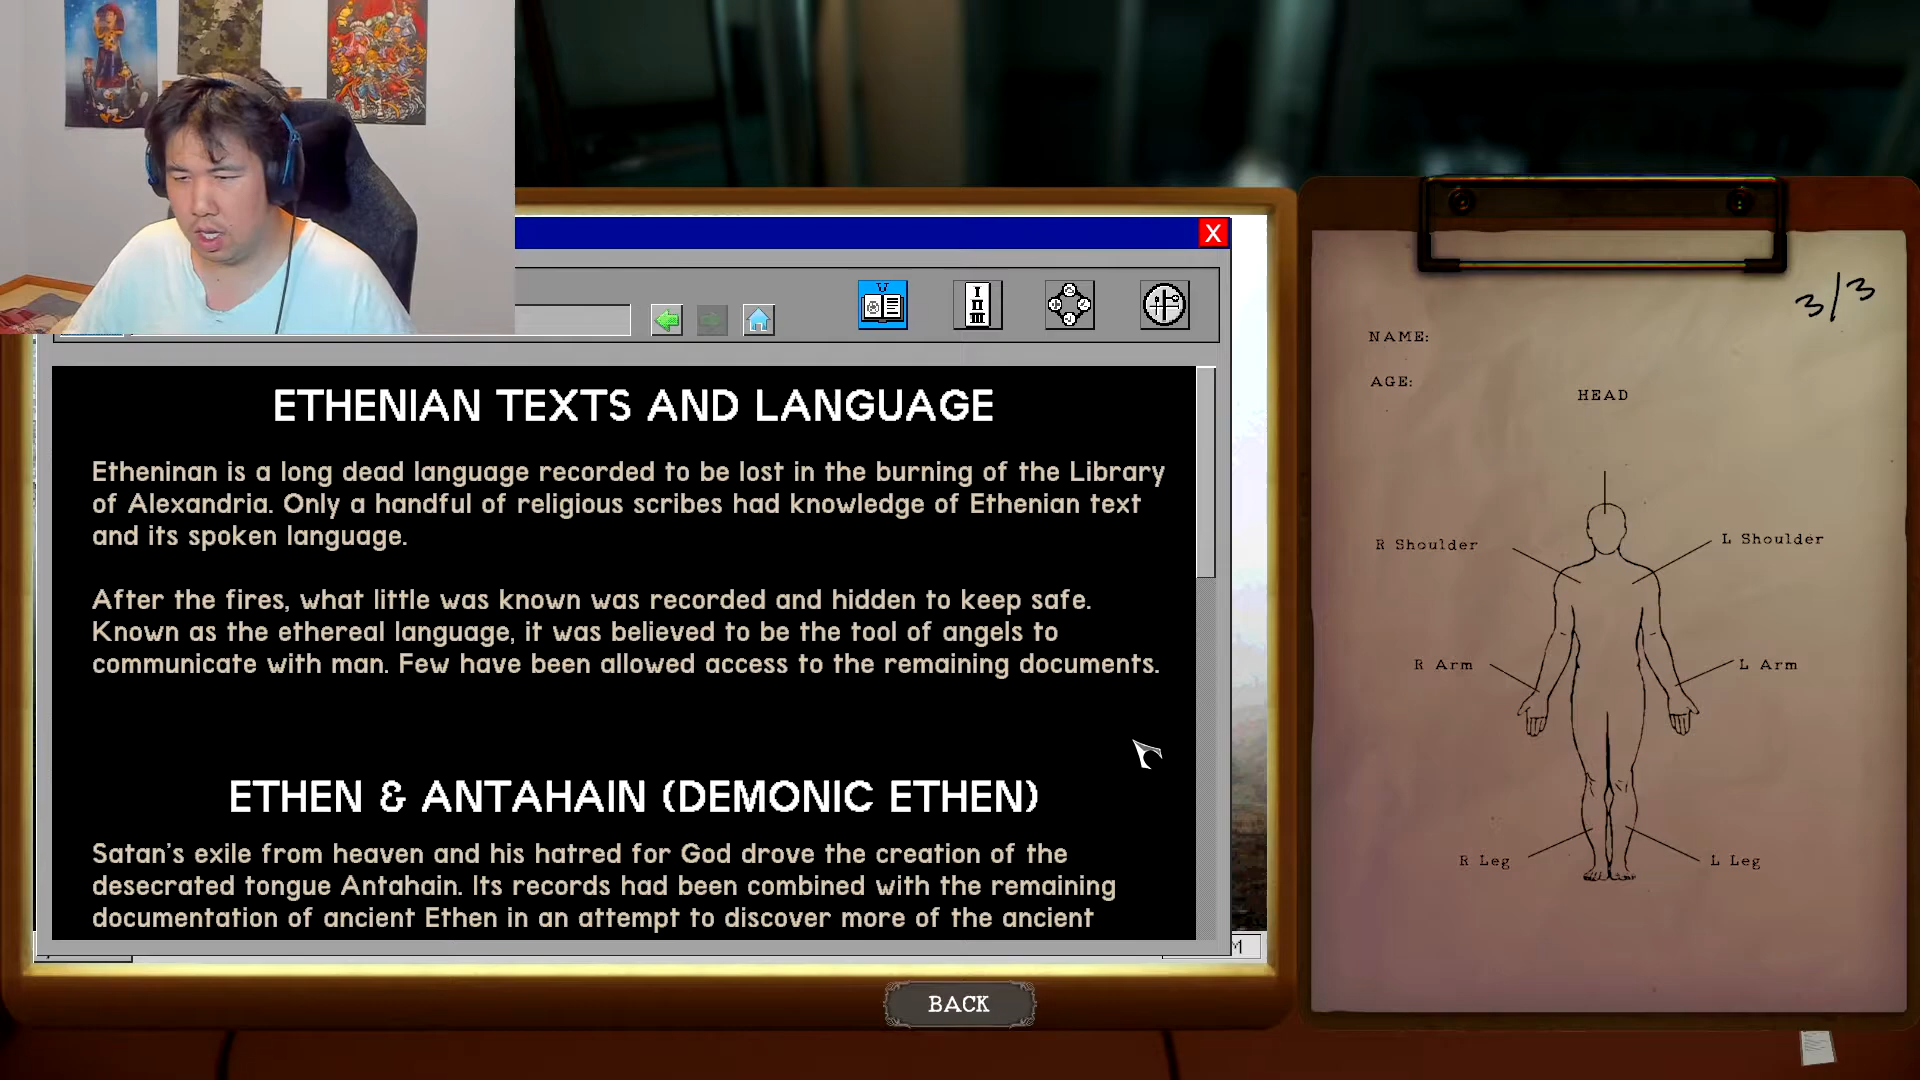 X
I
II
III
ETHENIAN TEXTS AND LANGUAGE
Etheninan is a long dead language recorded to be lost in the burning of the Library
of Alexandria. Only a handful of religious scribes had knowledge of Ethenian text
and its spoken language.
After the fires, what little was known was recorded and hidden to keep safe.
Known as the ethereal language, it was believed to be the tool of angels to
communicate with man. Few have been allowed access to the remaining documents.
ETHEN & ANTAHAIN (DEMONIC ETHEN)
Satan's exile from heaven and his hatred for God drove the creation of the
desecrated tongue Antahain. Its records had been combined with the remaining
documentation of ancient Ethen in an attempt to discover more of the ancient
BACK
3/3
NAME:
AGE:
HEAD
R Shoulder
L Shoulder
R Arm
L Arm
R Leg
L Leg